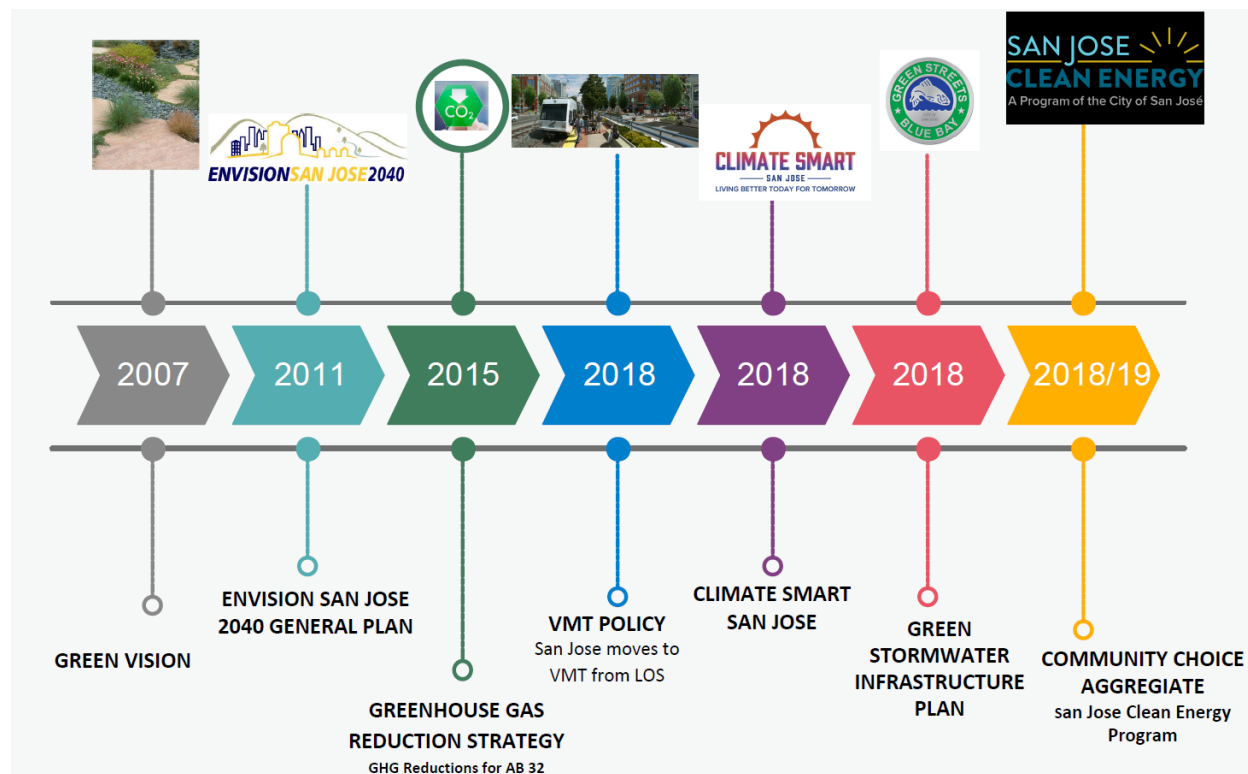 SAN JOSE
CLEAN ENERGY
A Program of the City of San José
CO2
GREEN STREETS
BLUE BAY
ENVISION SAN JOSE 2040
CLIMATE SMART
SAN JOSE
LIVING BETTER TODAY FOR TOMORROW
2007
2011
2015
2018
2018
2018
2018/19
GREEN VISION
ENVISION SAN JOSE
2040 GENERAL PLAN
GREENHOUSE GAS
REDUCTION STRATEGY
GHG Reductions for AB 32
VMT POLICY
San Jose moves to
VMT from LOS
CLIMATE SMART
SAN JOSE
GREEN
STORMWATER
INFRASTRUCTURE
PLAN
COMMUNITY CHOICE
AGGREGIATE
san Jose Clean Energy
Program